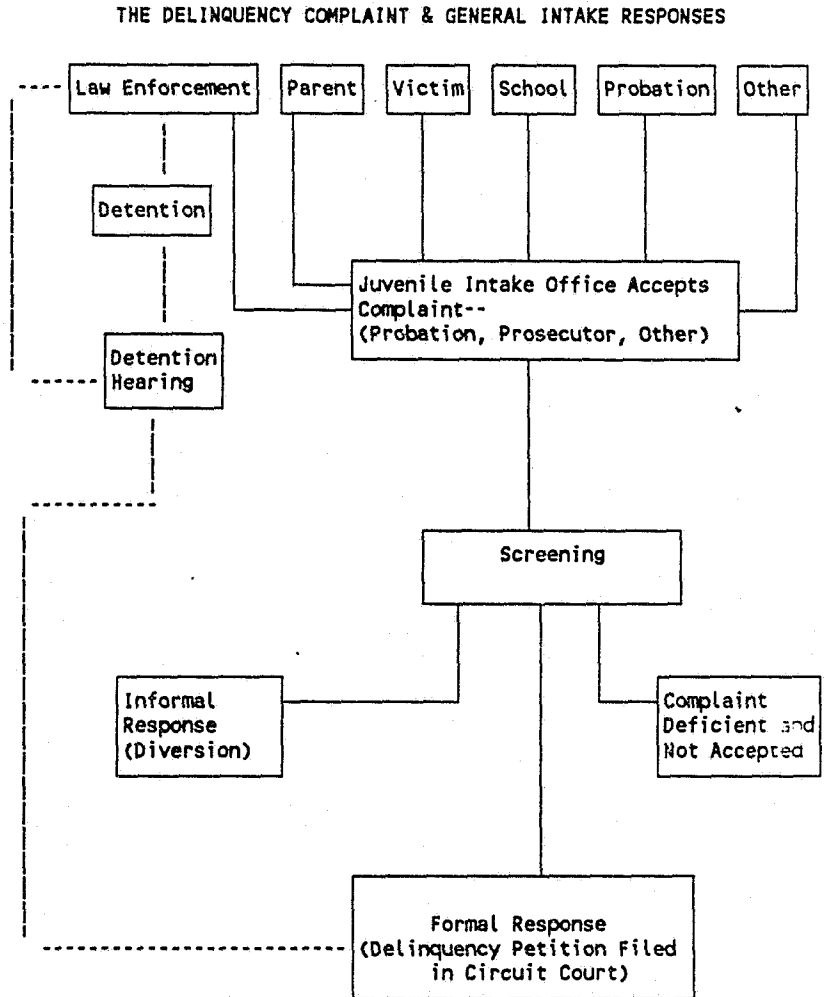 THE DELINQUENCY COMPLAINT & GENERAL INTAKE RESPONSES
Law Enforcement
Parent
Victim
School
Probation
Other
Detention
Juvenile Intake Office Accepts
Complaint--
(Probation, Prosecutor, Other)
Detention
Hearing
Screening
Informal
Response
(Diversion)
Complaint
Deficient and
Not Accepted
Formal Response
(Delinquency Petition Filed
in Circuit Court)